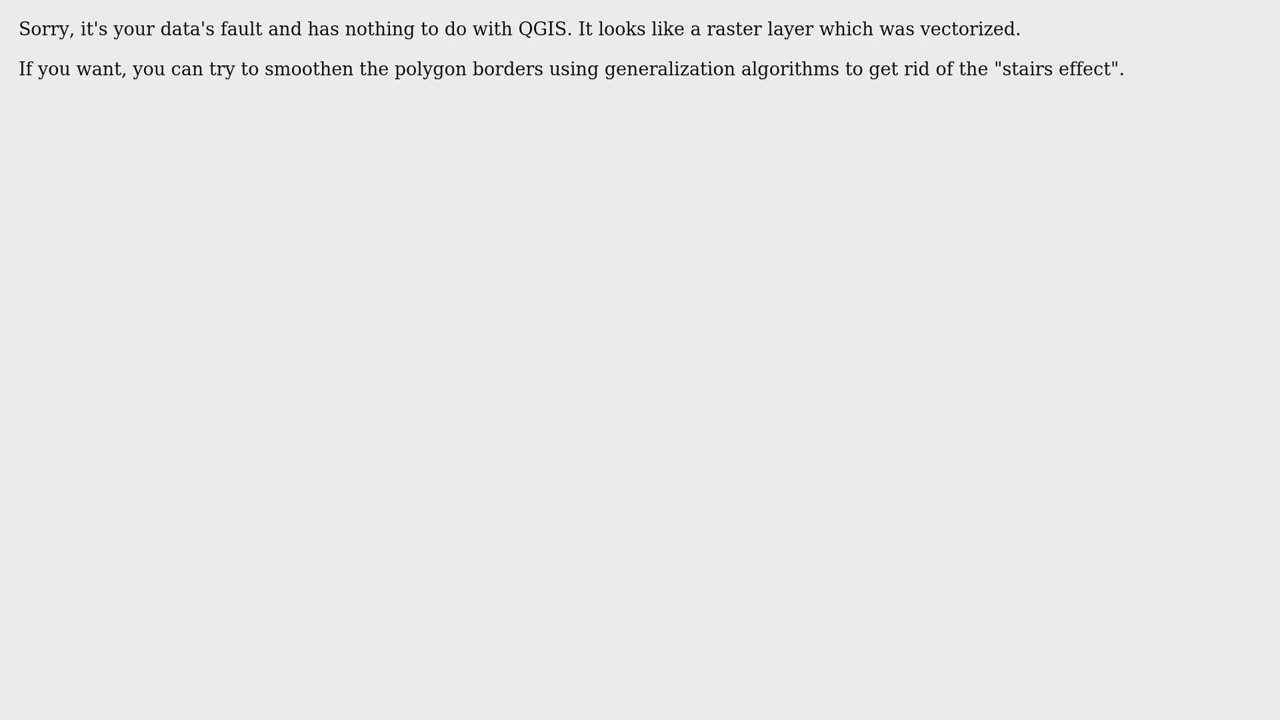 Sorry, it's your data's fault and has nothing to do with QGIS. It looks like a raster layer which was vectorized.
If you want, you can try to smoothen the polygon borders using generalization algorithms to get rid of the "stairs effect".